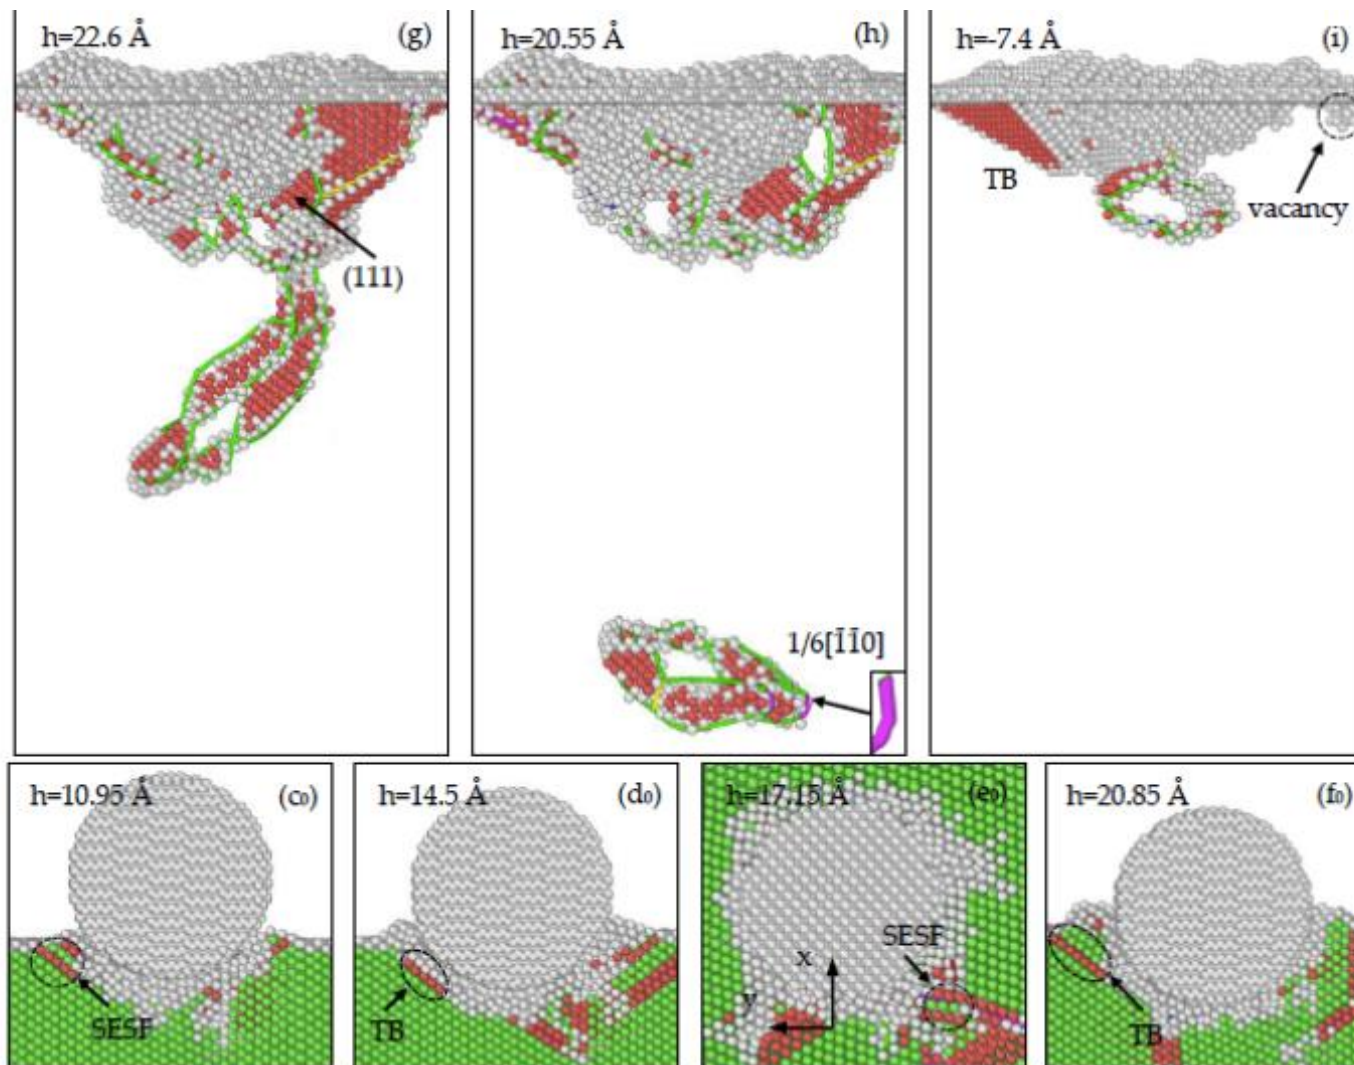 h=22.6 Å (g)
(111)
h=20.55 Å (h)
1/6[1̄1̄0]
h=-7.4 Å (i)
TB
vacancy
h=10.95 Å (c₀)
SESF
h=14.5 Å (d₀)
TB
h=17.15 Å (e₀)
SESF
x
y
h=20.85 Å (f₀)
TB